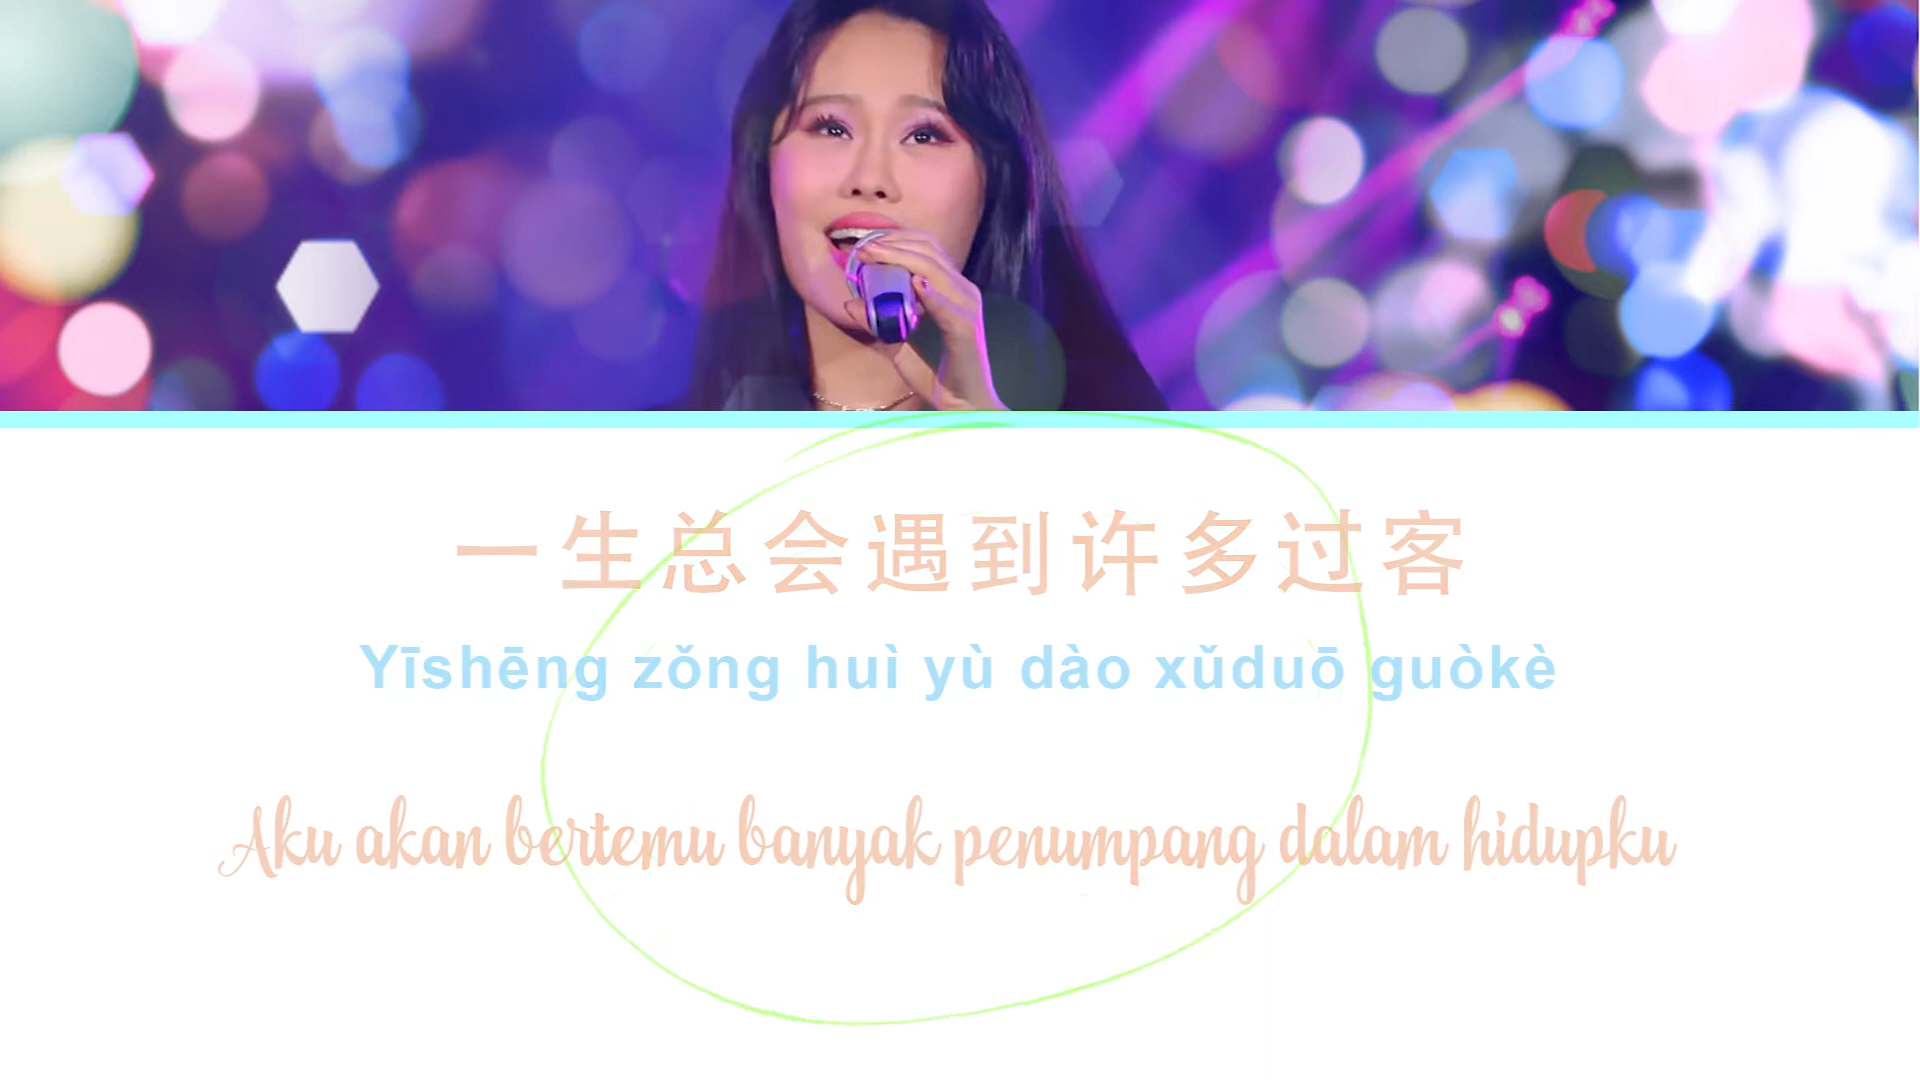 一生总会遇到许多过客
Yīshēng zǒng huì yù dào xǔduō guòkè
Aku akan bertemu banyak penumpang dalam hidupku